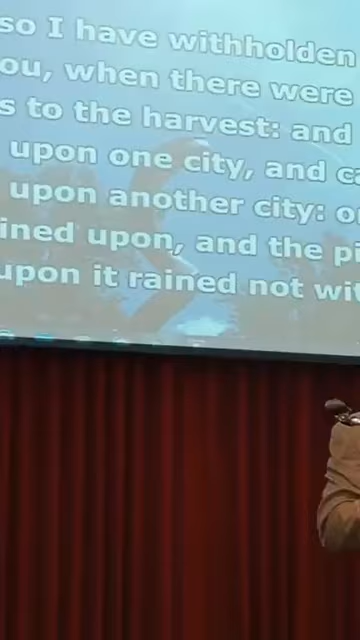 so I have withholden
ou, when there were
s to the harvest: and
upon one city, and ca
upon another city: o
ined upon, and the pi
upon it rained not wit